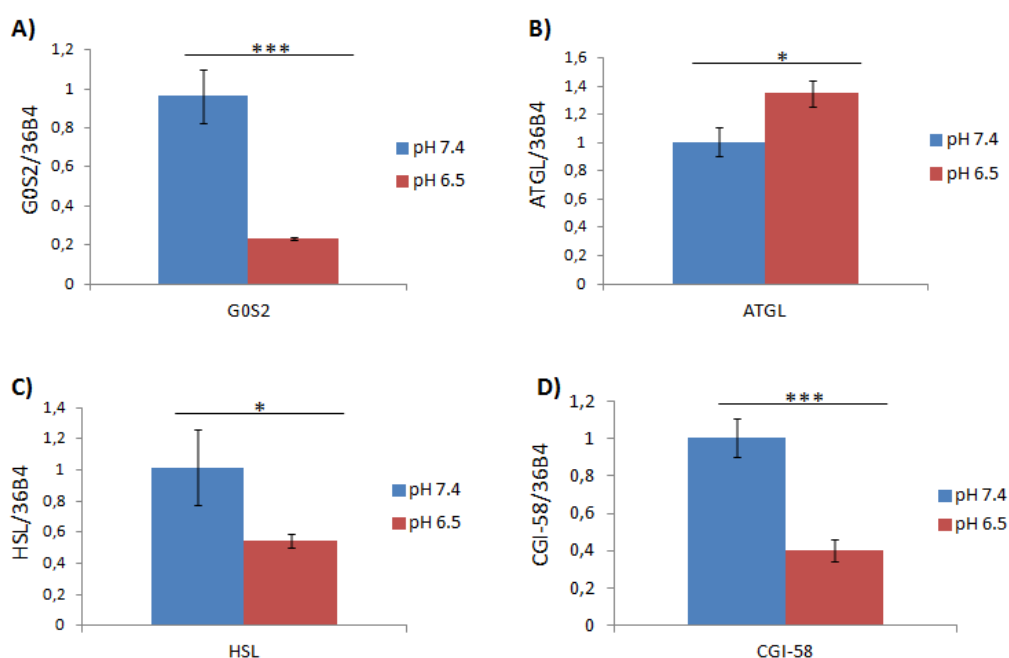 A)
***
1,2
1
0,8
0,6
0,4
0,2
0
G0S2/36B4
G0S2
pH 7.4
pH 6.5
B)
*
1,6
1,4
1,2
1
0,8
0,6
0,4
0,2
0
ATGL/36B4
ATGL
pH 7.4
pH 6.5
C)
*
1,4
1,2
1
0,8
0,6
0,4
0,2
0
HSL/36B4
HSL
pH 7.4
pH 6.5
D)
***
1,2
1
0,8
0,6
0,4
0,2
0
CGI-58/36B4
CGI-58
pH 7.4
pH 6.5